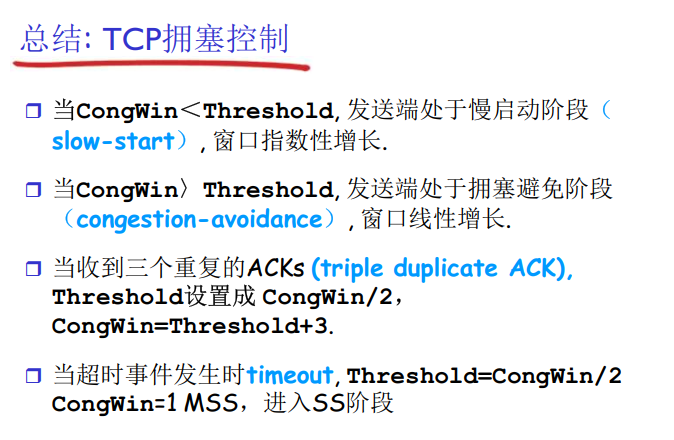 总结: TCP拥塞控制
当CongWin＜Threshold, 发送端处于慢启动阶段（
slow-start）, 窗口指数性增长.
当CongWin〉Threshold, 发送端处于拥塞避免阶段
（congestion-avoidance）, 窗口线性增长.
当收到三个重复的ACKs (triple duplicate ACK),
Threshold设置成 CongWin/2，
CongWin=Threshold+3.
当超时事件发生时timeout, Threshold=CongWin/2
CongWin=1 MSS，进入SS阶段